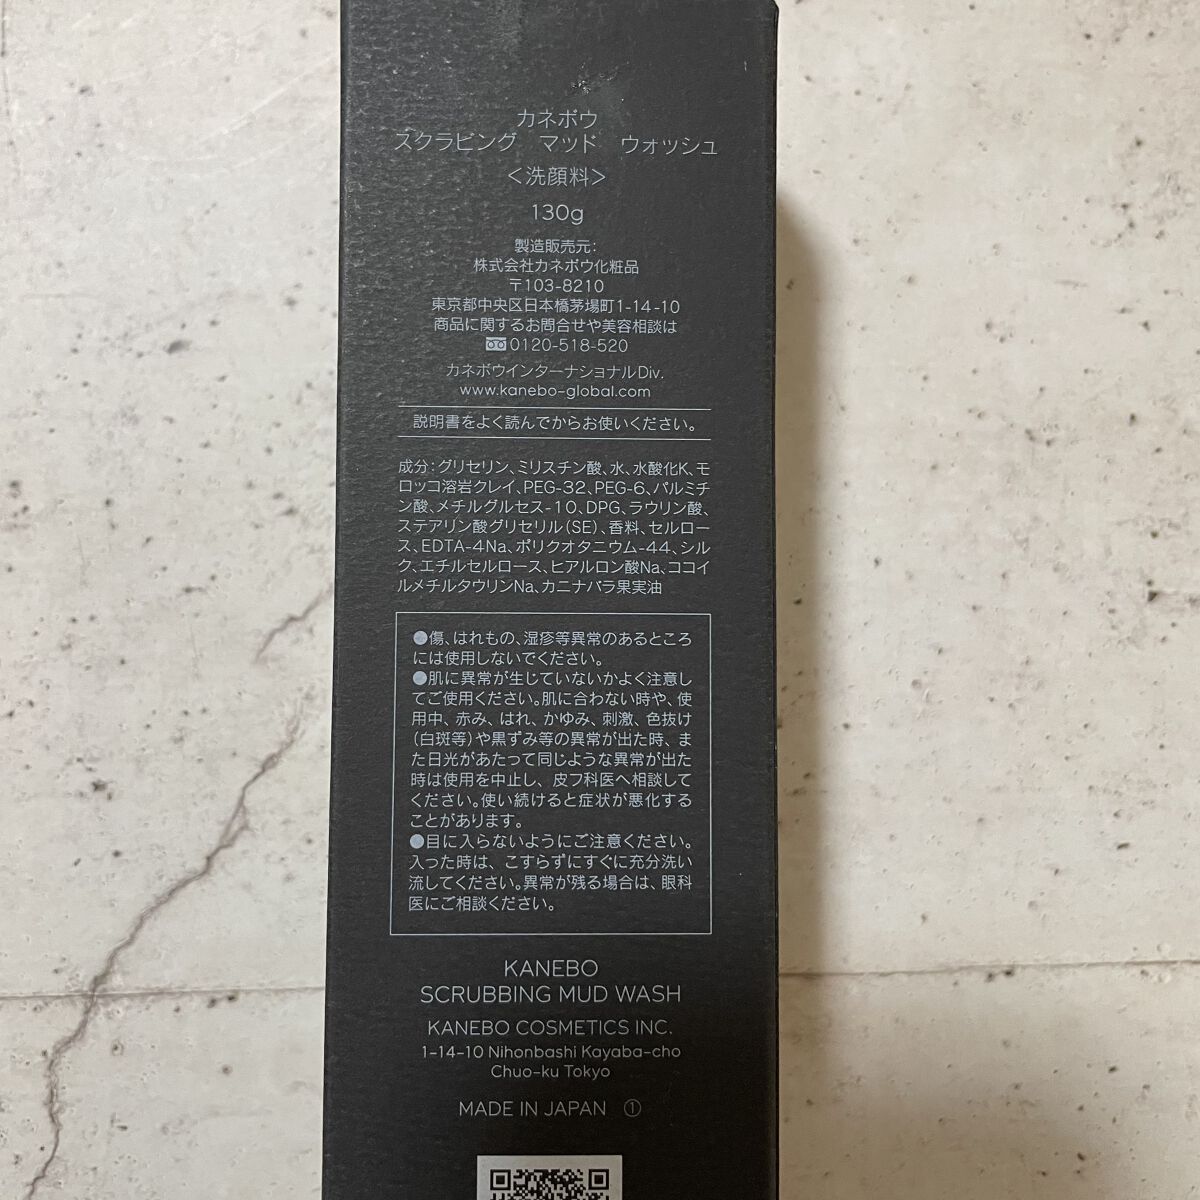 カネボウ
スクラビング　マッド　ウォッシュ
＜洗顔料＞
130g
製造販売元:
株式会社カネボウ化粧品
〒103-8210
東京都中央区日本橋茅場町1-14-10
商品に関するお問合せや美容相談は
0120-518-520
カネボウインターナショナルDiv.
www.kanebo-global.com
説明書をよく読んでからお使いください。
成分:グリセリン、ミリスチン酸、水、水酸化K、モ
ロッコ溶岩クレイ、PEG-32、PEG-6、パルミチ
ン酸、メチルグルセス-10、DPG、ラウリン酸、
ステアリン酸グリセリル(SE)、香料、セルロー
ス、EDTA-4Na、ポリクオタニウム-44、シル
ク、エチルセルロース、ヒアルロン酸Na、ココイ
ルメチルタウリンNa、カニナバラ果実油
●傷、はれもの、湿疹等異常のあるところ
には使用しないでください。
●肌に異常が生じていないかよく注意し
てご使用ください。肌に合わない時や、使
用中、赤み、はれ、かゆみ、刺激、色抜け
(白斑等)や黒ずみ等の異常が出た時、ま
た日光があたって同じような異常が出た
時は使用を中止し、皮フ科医へ相談して
ください。使い続けると症状が悪化する
ことがあります。
●目に入らないようにご注意ください。
入った時は、こすらずにすぐに充分洗い
流してください。異常が残る場合は、眼科
医にご相談ください。
KANEBO
SCRUBBING MUD WASH
KANEBO COSMETICS INC.
1-14-10 Nihonbashi Kayaba-cho
Chuo-ku Tokyo
MADE IN JAPAN ①